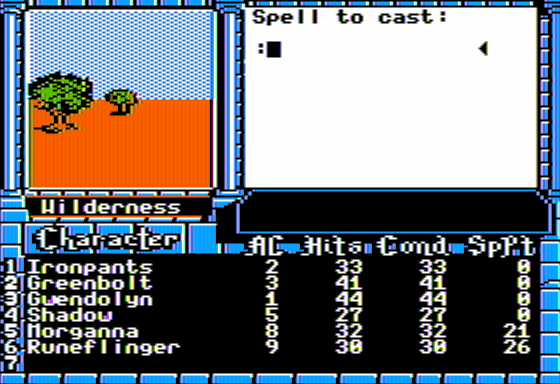 Spell to cast:
:
Wilderness
Character AC Hits Cond SpPt
1 Ironpants 2 33 33 0
2 Greenbolt 3 41 41 0
3 Gwendolyn 1 44 44 0
4 Shadow 5 27 27 0
5 Morganna 8 32 32 21
6 Runeflinger 9 30 30 26
7